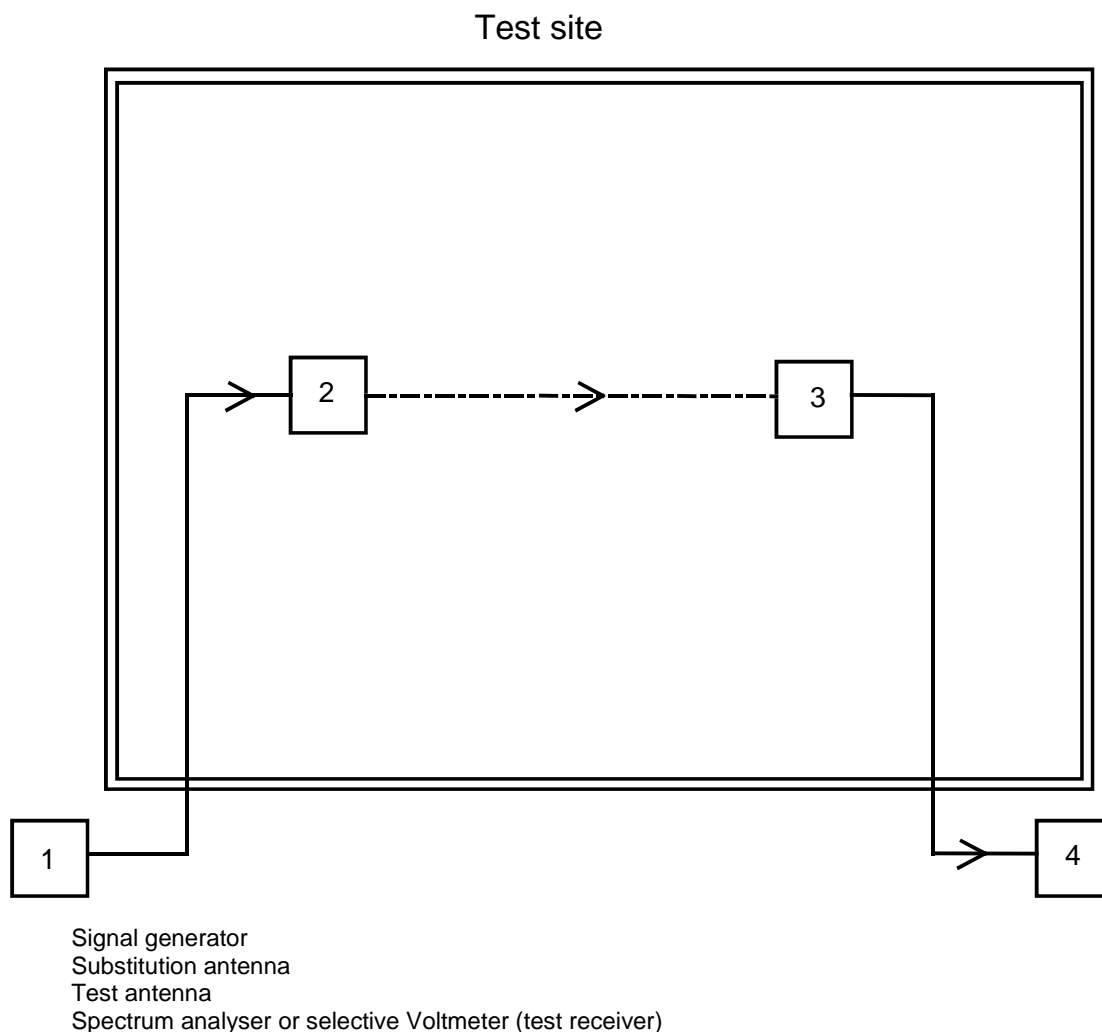 Test site
2
3
1
4
Signal generator
Substitution antenna
Test antenna
Spectrum analyser or selective Voltmeter (test receiver)